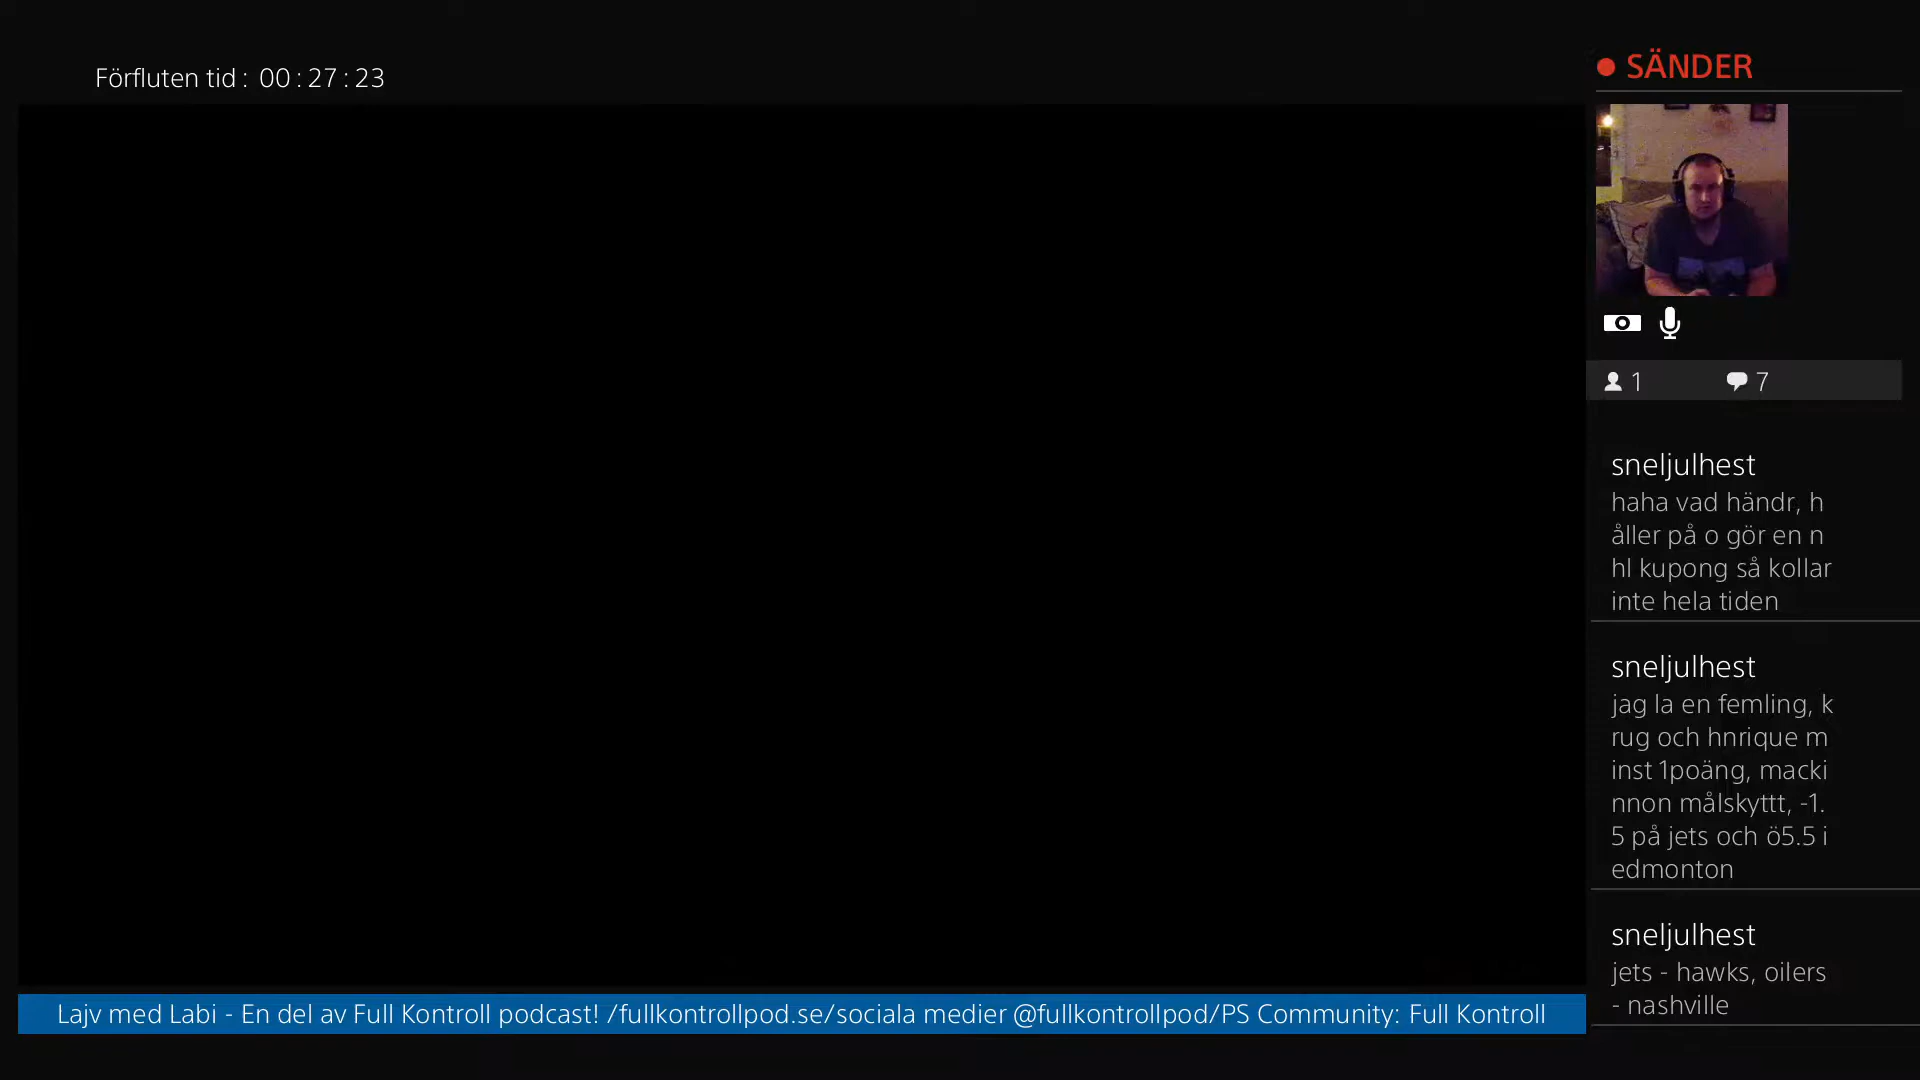 Förfluten tid : 00 : 27 : 23
SÄNDER
1
7
sneljulhest
haha vad händr, h
åller på o gör en n
hl kupong så kollar
inte hela tiden
sneljulhest
jag la en femling, k
rug och hnrique m
inst 1poäng, macki
nnon målskyttt, -1.
5 på jets och ö5.5 i
edmonton
sneljulhest
jets - hawks, oilers
- nashville
Lajv med Labi - En del av Full Kontroll podcast! /fullkontrollpod.se/sociala medier @fullkontrollpod/PS Community: Full Kontroll